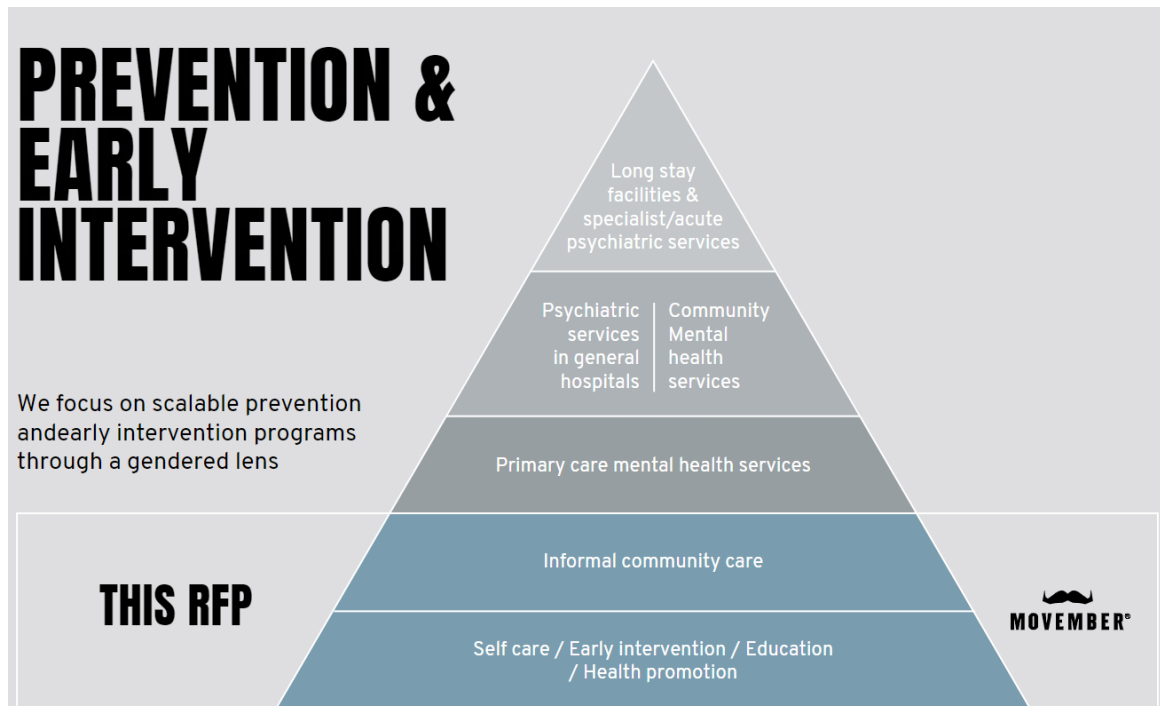 PREVENTION &
EARLY
INTERVENTION
We focus on scalable prevention
andearly intervention programs
through a gendered lens
Long stay
facilities &
specialist/acute
psychiatric services
Psychiatric
services
in general
hospitals
Community
Mental
health
services
Primary care mental health services
THIS RFP
Informal community care
Self care / Early intervention / Education
/ Health promotion
MOVEMBER®